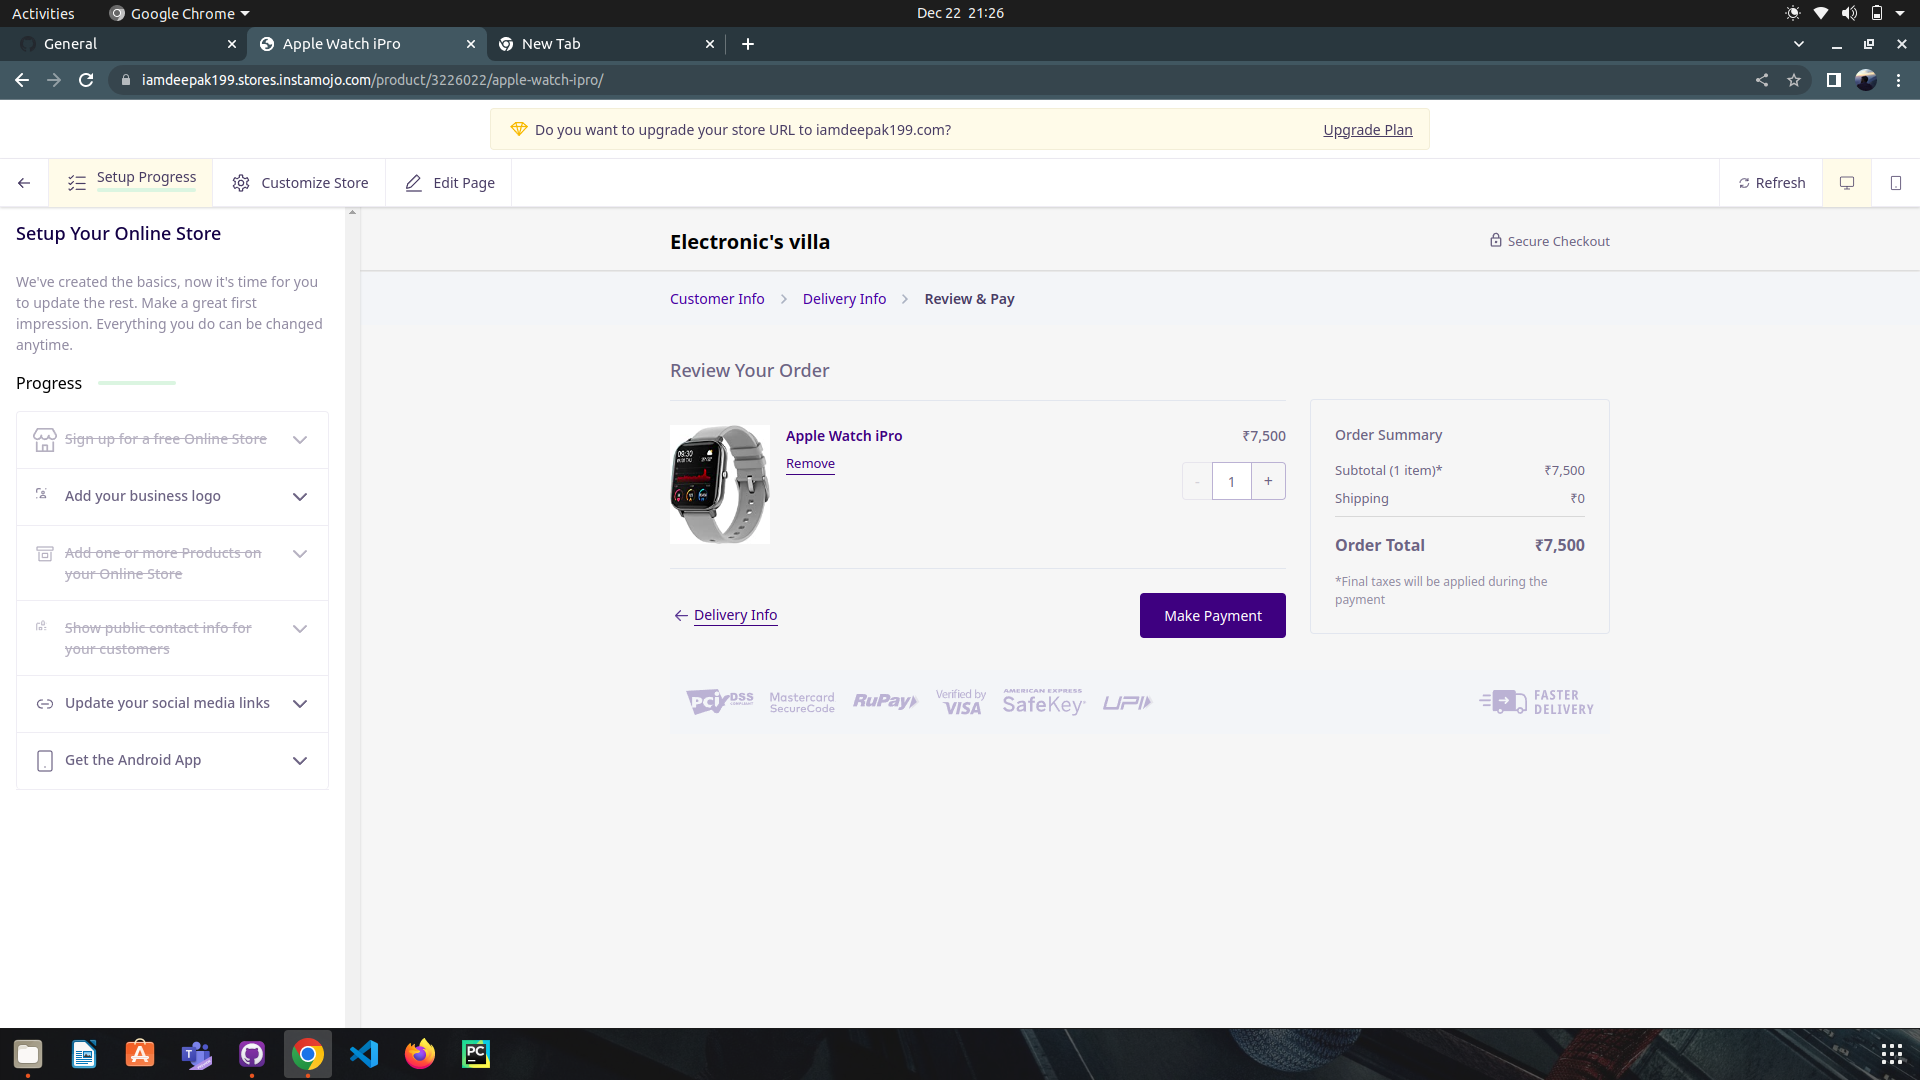 Activities
Google Chrome
Dec 22 21:26
General
Apple Watch iPro
New Tab
iamdeepak199.stores.instamojo.com/product/3226022/apple-watch-ipro/
Do you want to upgrade your store URL to iamdeepak199.com?
Upgrade Plan
Setup Progress
Customize Store
Edit Page
Refresh
Setup Your Online Store
We've created the basics, now it's time for you
to update the rest. Make a great first
impression. Everything you do can be changed
anytime.
Progress
Sign up for a free Online Store
Add your business logo
Add one or more Products on
your Online Store
Show public contact info for
your customers
Update your social media links
Get the Android App
Electronic's villa
Secure Checkout
Customer Info
Delivery Info
Review & Pay
Review Your Order
Apple Watch iPro
₹7,500
Remove
- 1 +
09:30
Delivery Info
Make Payment
Order Summary
Subtotal (1 item)* ₹7,500
Shipping ₹0
Order Total ₹7,500
*Final taxes will be applied during the
payment
PCI DSS
COMPLIANT
Mastercard
SecureCode
RuPay
Verified by
VISA
AMERICAN EXPRESS
SafeKey
UPI
FASTER
DELIVERY
T
PC